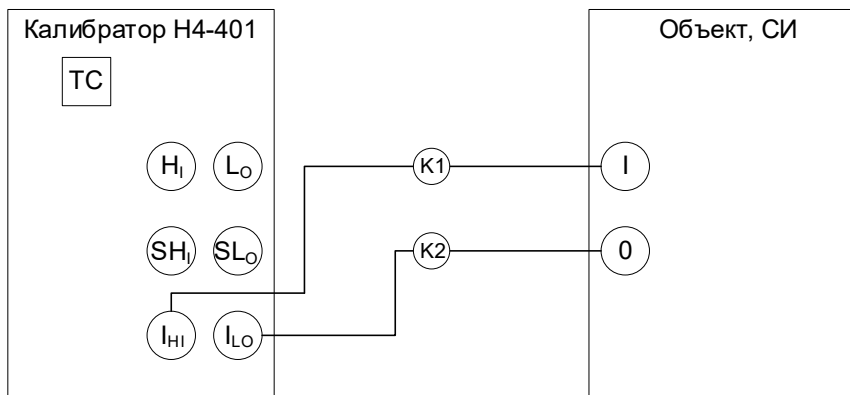 Калибратор Н4-401
Объект, СИ
ТС
HI LO K1 I
SHI SLO K2 0
IHI ILO